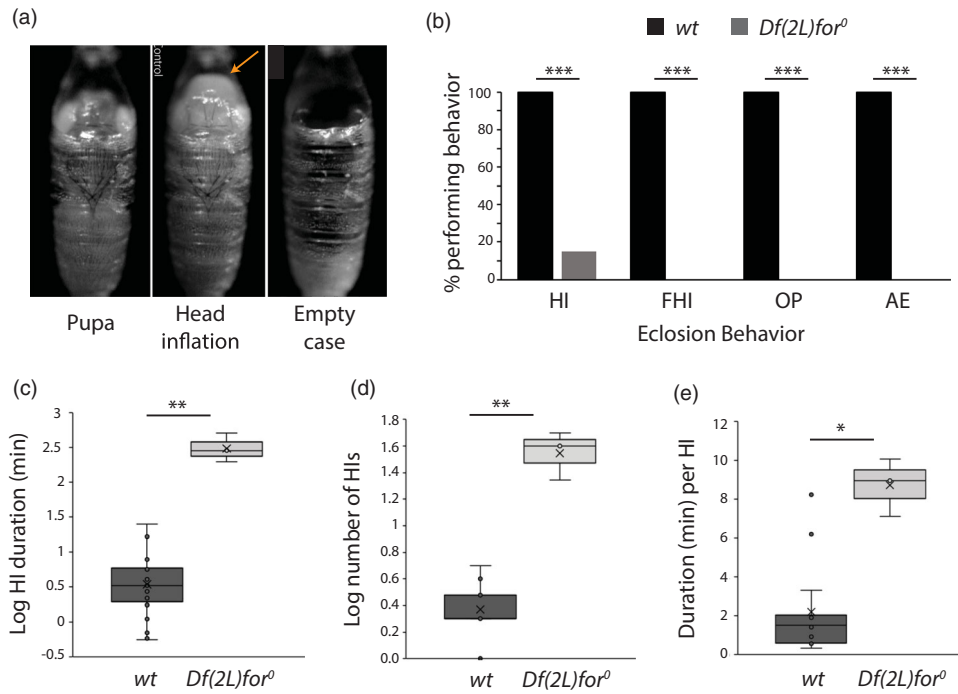 (a)
Control
Pupa
Head
inflation
Empty
case
(b)
wt
Df(2L)for⁰
***
***
***
***
% performing behavior
100
80
60
40
20
0
HI
FHI
OP
AE
Eclosion Behavior
(c)
Log HI duration (min)
**
3
2.5
2
1.5
1
0.5
0
-0.5
wt
Df(2L)for⁰
(d)
Log number of HIs
**
1.8
1.6
1.4
1.2
1.0
0.8
0.6
0.4
0.2
0.0
wt
Df(2L)for⁰
(e)
Duration (min) per HI
*
12
10
8
6
4
2
0
wt
Df(2L)for⁰